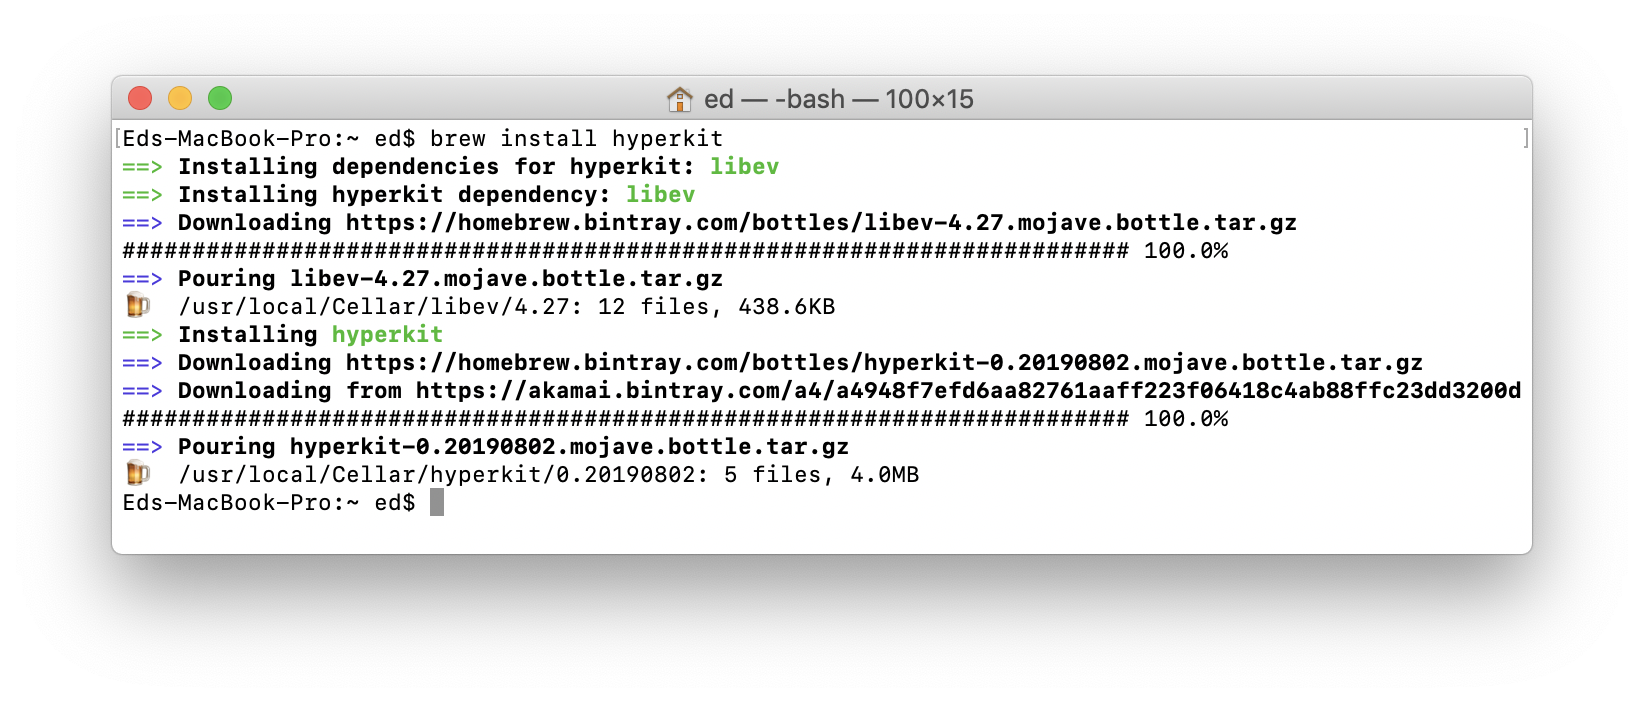 ed — -bash — 100×15
[Eds-MacBook-Pro:~ ed$ brew install hyperkit ]
==> Installing dependencies for hyperkit: libev
==> Installing hyperkit dependency: libev
==> Downloading https://homebrew.bintray.com/bottles/libev-4.27.mojave.bottle.tar.gz
######################################################################## 100.0%
==> Pouring libev-4.27.mojave.bottle.tar.gz
🍺  /usr/local/Cellar/libev/4.27: 12 files, 438.6KB
==> Installing hyperkit
==> Downloading https://homebrew.bintray.com/bottles/hyperkit-0.20190802.mojave.bottle.tar.gz
==> Downloading from https://akamai.bintray.com/a4/a4948f7efd6aa82761aaff223f06418c4ab88ffc23dd3200d
######################################################################## 100.0%
==> Pouring hyperkit-0.20190802.mojave.bottle.tar.gz
🍺  /usr/local/Cellar/hyperkit/0.20190802: 5 files, 4.0MB
Eds-MacBook-Pro:~ ed$